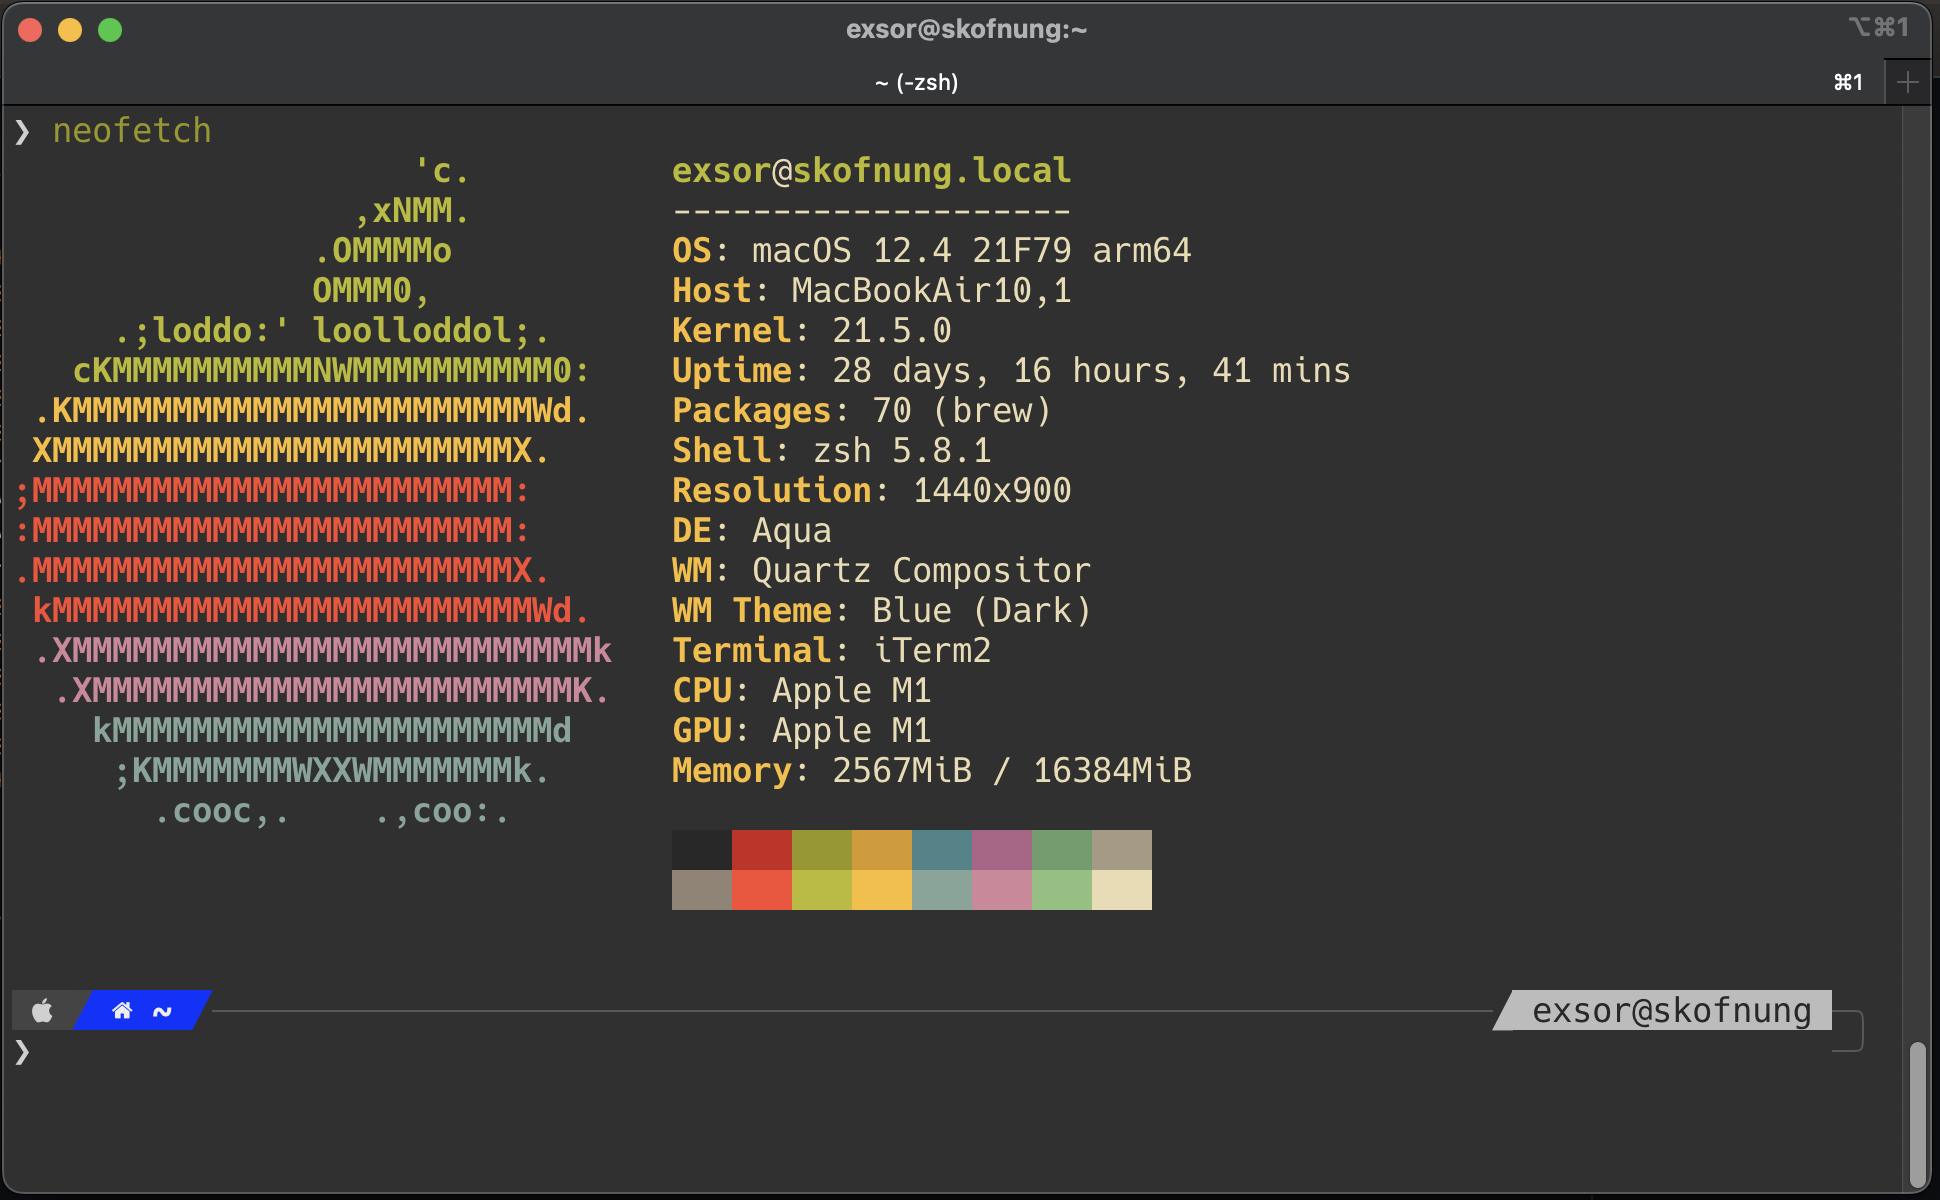 exsor@skofnung:~
⌥⌘1
~ (-zsh)
⌘1
❯ neofetch
                    'c.          exsor@skofnung.local
                 ,xNMM.          --------------------
               .OMMMMo           OS: macOS 12.4 21F79 arm64
               OMMM0,            Host: MacBookAir10,1
     .;loddo:' loolloddol;.      Kernel: 21.5.0
   cKMMMMMMMMMMNWMMMMMMMMMM0:    Uptime: 28 days, 16 hours, 41 mins
 .KMMMMMMMMMMMMMMMMMMMMMMMWd.    Packages: 70 (brew)
 XMMMMMMMMMMMMMMMMMMMMMMMX.      Shell: zsh 5.8.1
;MMMMMMMMMMMMMMMMMMMMMMMM:       Resolution: 1440x900
:MMMMMMMMMMMMMMMMMMMMMMMM:       DE: Aqua
.MMMMMMMMMMMMMMMMMMMMMMMMX.      WM: Quartz Compositor
 kMMMMMMMMMMMMMMMMMMMMMMMMWd.    WM Theme: Blue (Dark)
 .XMMMMMMMMMMMMMMMMMMMMMMMMMMk   Terminal: iTerm2
  .XMMMMMMMMMMMMMMMMMMMMMMMMK.   CPU: Apple M1
    kMMMMMMMMMMMMMMMMMMMMMMd     GPU: Apple M1
     ;KMMMMMMMWXXWMMMMMMMk.      Memory: 2567MiB / 16384MiB
       .cooc,.    .,coo:.
~ exsor@skofnung
❯